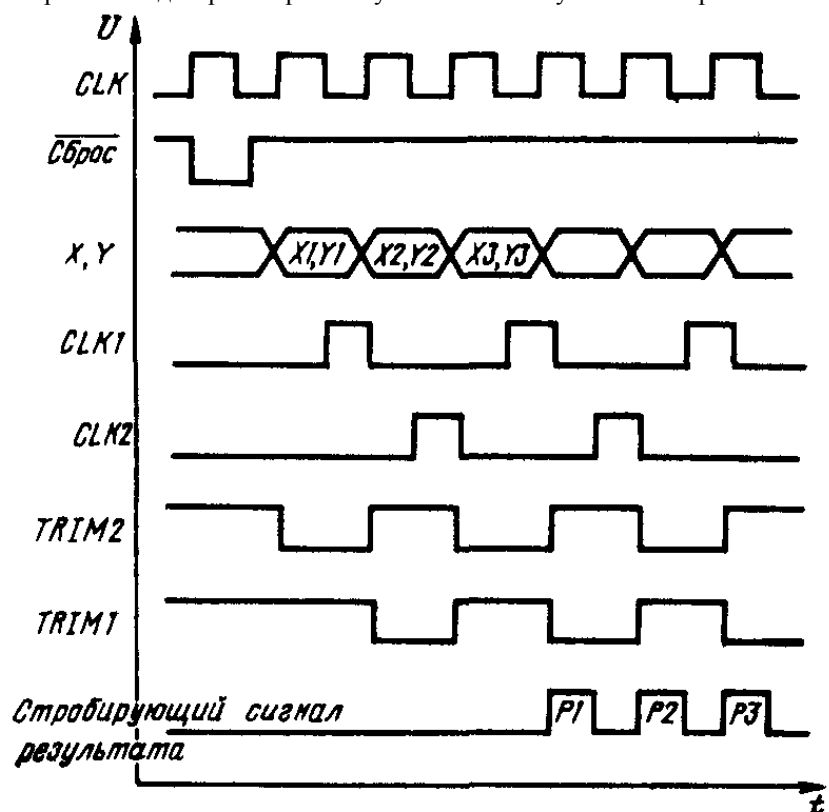 U
CLK
Сброс
X, Y
X1,Y1
X2,Y2
X3,Y3
CLK1
CLK2
TRIM2
TRIM1
Стробирующий сигнал
результата
P1
P2
P3
t